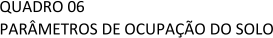 QUADRO 06
PARÂMETROS DE OCUPAÇÃO DO SOLO